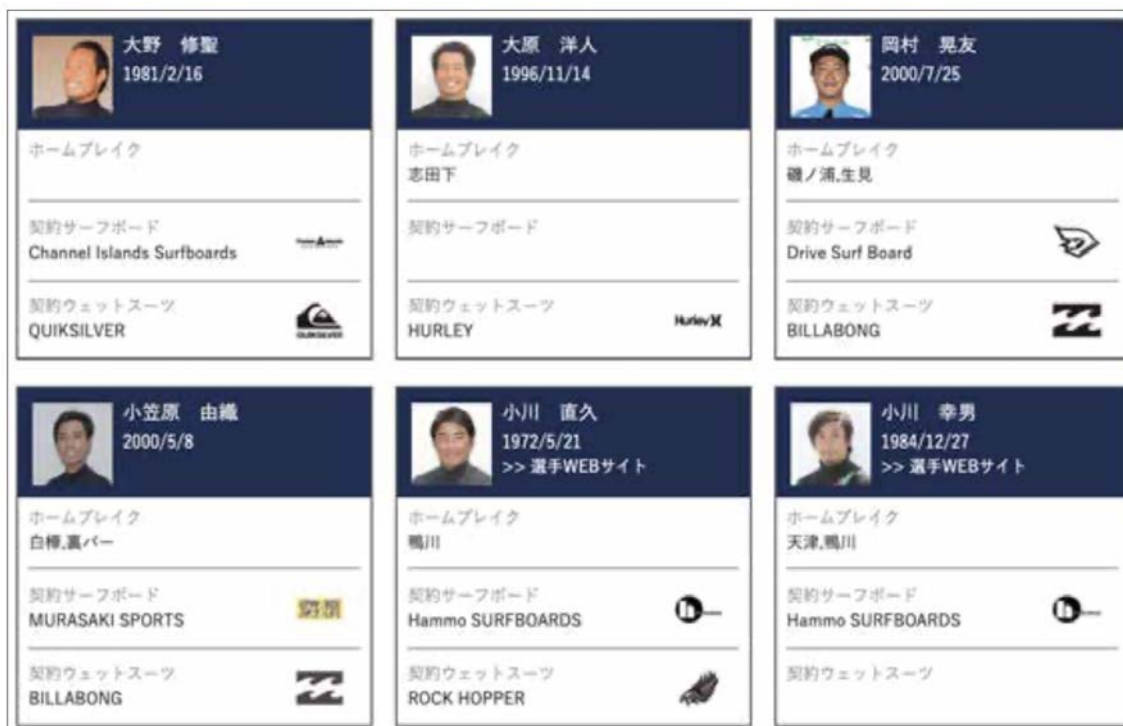 大野　修聖
1981/2/16
ホームブレイク
契約サーフボード
Channel Islands Surfboards
契約ウェットスーツ
QUIKSILVER
QUIKSILVER
大原　洋人
1996/11/14
ホームブレイク
志田下
契約サーフボード
契約ウェットスーツ
HURLEY
Hurley
岡村　晃友
2000/7/25
ホームブレイク
磯ノ浦,生見
契約サーフボード
Drive Surf Board
契約ウェットスーツ
BILLABONG
小笠原　由織
2000/5/8
ホームブレイク
白樺,裏バー
契約サーフボード
MURASAKI SPORTS
契約ウェットスーツ
BILLABONG
小川　直久
1972/5/21
>> 選手WEBサイト
ホームブレイク
鴨川
契約サーフボード
Hammo SURFBOARDS
契約ウェットスーツ
ROCK HOPPER
小川　幸男
1984/12/27
>> 選手WEBサイト
ホームブレイク
天津,鴨川
契約サーフボード
Hammo SURFBOARDS
契約ウェットスーツ